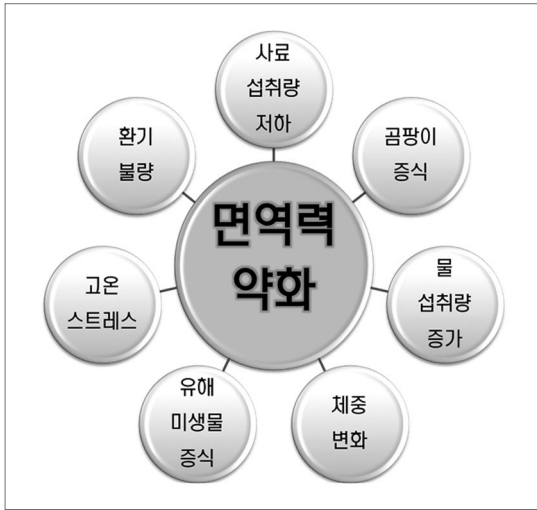 사료
섭취량
저하
곰팡이
증식
물
섭취량
증가
체중
변화
유해
미생물
증식
고온
스트레스
환기
불량
면역력
약화